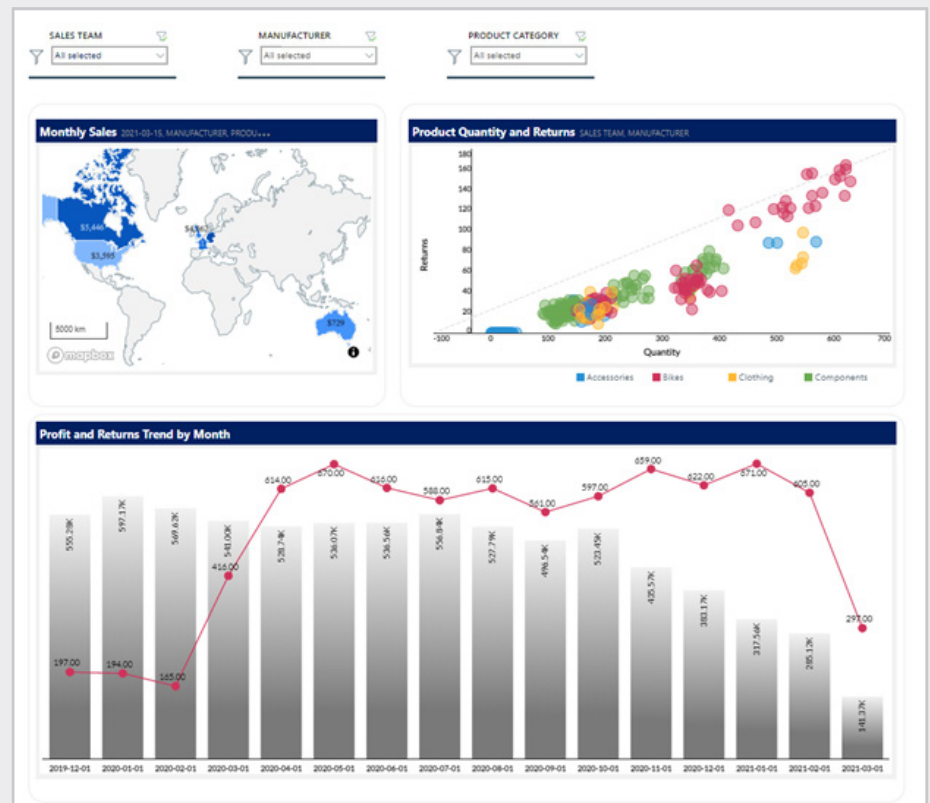 SALES TEAM MANUFACTURER PRODUCT CATEGORY
All selected All selected All selected
Monthly Sales 2021-03-15, MANUFACTURER, PRODU...
$5,446
$3,595
$729
5000 km
mapbox
Product Quantity and Returns SALES TEAM, MANUFACTURER
Returns
180
160
140
120
100
80
60
40
20
0
-100 0 100 200 300 400 500 600 700
Quantity
Accessories Bikes Clothing Components
Profit and Returns Trend by Month
197.00 194.00 165.00 416.00 614.00 670.00 616.00 588.00 615.00 561.00 597.00 659.00 622.00 671.00 605.00 297.00
555.28K 597.17K 569.62K 541.00K 528.74K 536.07K 536.56K 556.84K 527.79K 496.54K 523.45K 435.57K 383.17K 317.56K 285.12K 141.37K
2019-12-01 2020-01-01 2020-02-01 2020-03-01 2020-04-01 2020-05-01 2020-06-01 2020-07-01 2020-08-01 2020-09-01 2020-10-01 2020-11-01 2020-12-01 2021-01-01 2021-02-01 2021-03-01